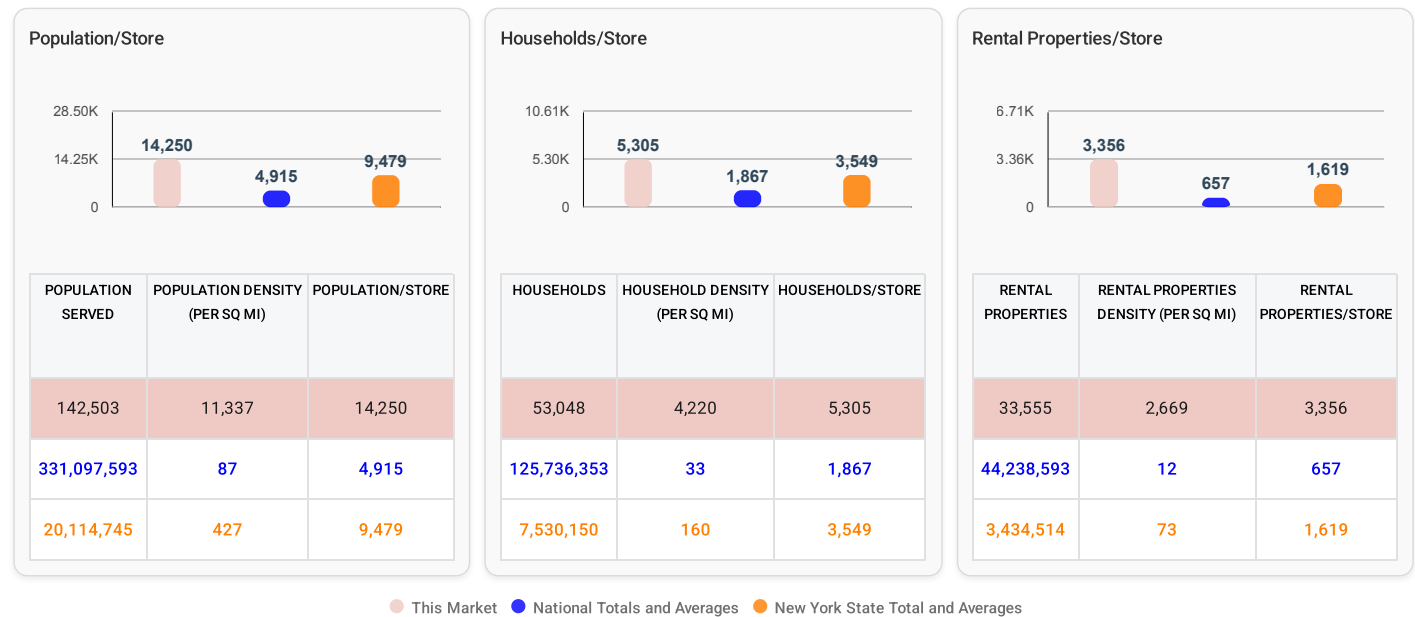 Population/Store
28.50K
14.25K
0
14,250
4,915
9,479
POPULATION SERVED
POPULATION DENSITY (PER SQ MI)
POPULATION/STORE
142,503 11,337 14,250
331,097,593 87 4,915
20,114,745 427 9,479
Households/Store
10.61K
5.30K
0
5,305
1,867
3,549
HOUSEHOLDS
HOUSEHOLD DENSITY (PER SQ MI)
HOUSEHOLDS/STORE
53,048 4,220 5,305
125,736,353 33 1,867
7,530,150 160 3,549
Rental Properties/Store
6.71K
3.36K
0
3,356
657
1,619
RENTAL PROPERTIES
RENTAL PROPERTIES DENSITY (PER SQ MI)
RENTAL PROPERTIES/STORE
33,555 2,669 3,356
44,238,593 12 657
3,434,514 73 1,619
This Market National Totals and Averages New York State Total and Averages